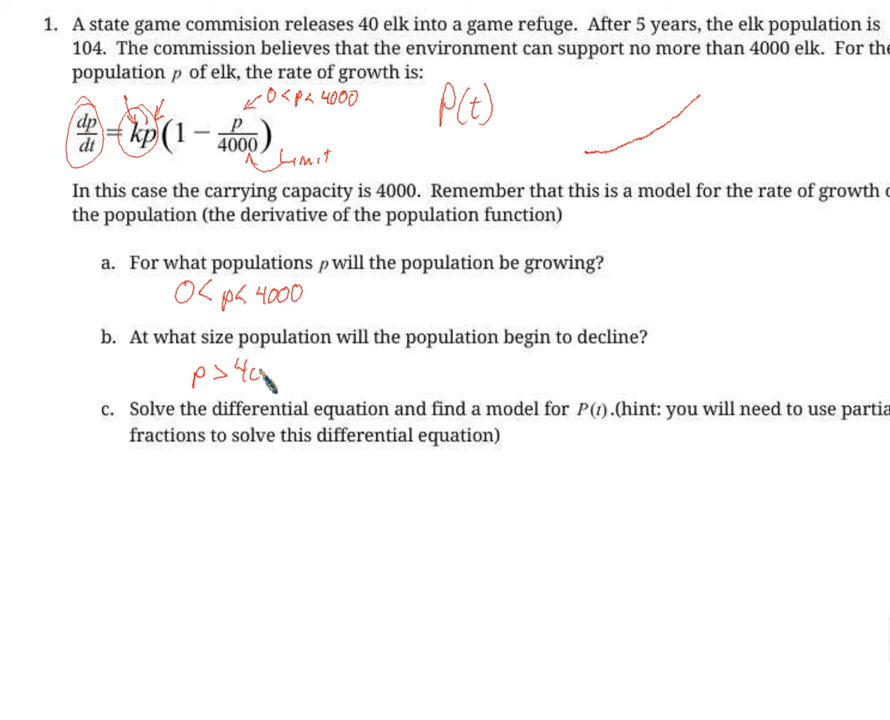 1. A state game commision releases 40 elk into a game refuge. After 5 years, the elk population is
104. The commission believes that the environment can support no more than 4000 elk. For the
population p of elk, the rate of growth is:
0<p<4000
P(t)
dp/dt = kp(1 − p/4000)
Limit
In this case the carrying capacity is 4000. Remember that this is a model for the rate of growth
the population (the derivative of the population function)
a. For what populations p will the population be growing?
0<p<4000
b. At what size population will the population begin to decline?
p>40
c. Solve the differential equation and find a model for P(t).(hint: you will need to use partia
fractions to solve this differential equation)